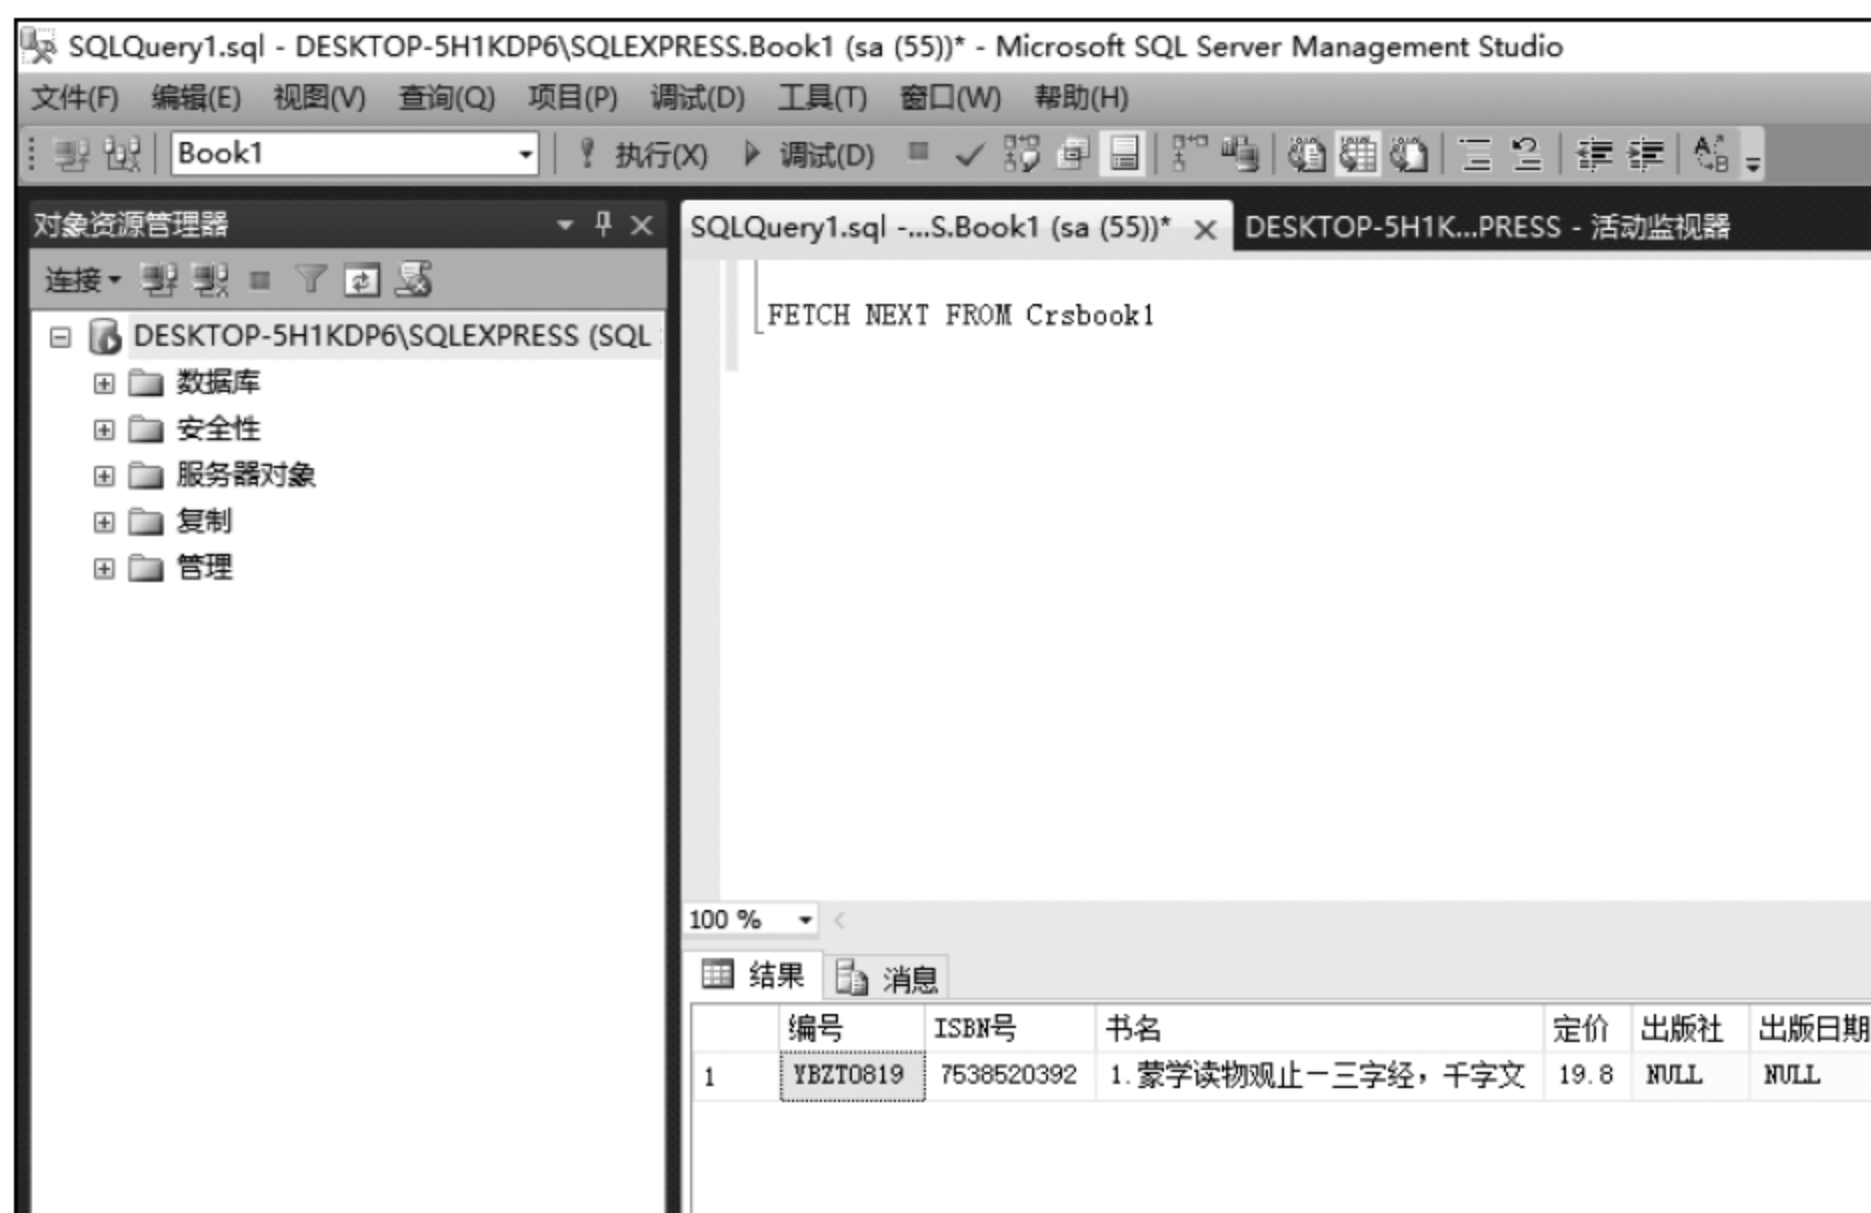 SQLQuery1.sql - DESKTOP-5H1KDP6\SQLEXPRESS.Book1 (sa (55))* - Microsoft SQL Server Management Studio
文件(F) 编辑(E) 视图(V) 查询(Q) 项目(P) 调试(D) 工具(T) 窗口(W) 帮助(H)
Book1 执行(X) 调试(D)
对象资源管理器
SQLQuery1.sql -...S.Book1 (sa (55))* DESKTOP-5H1K...PRESS - 活动监视器
连接
DESKTOP-5H1KDP6\SQLEXPRESS (SQL
数据库
安全性
服务器对象
复制
管理
FETCH NEXT FROM Crsbook1
100 %
结果 消息
编号 ISBN号 书名 定价 出版社 出版日期
1 YBZT0819 7538520392 1.蒙学读物观止－三字经，千字文 19.8 NULL NULL